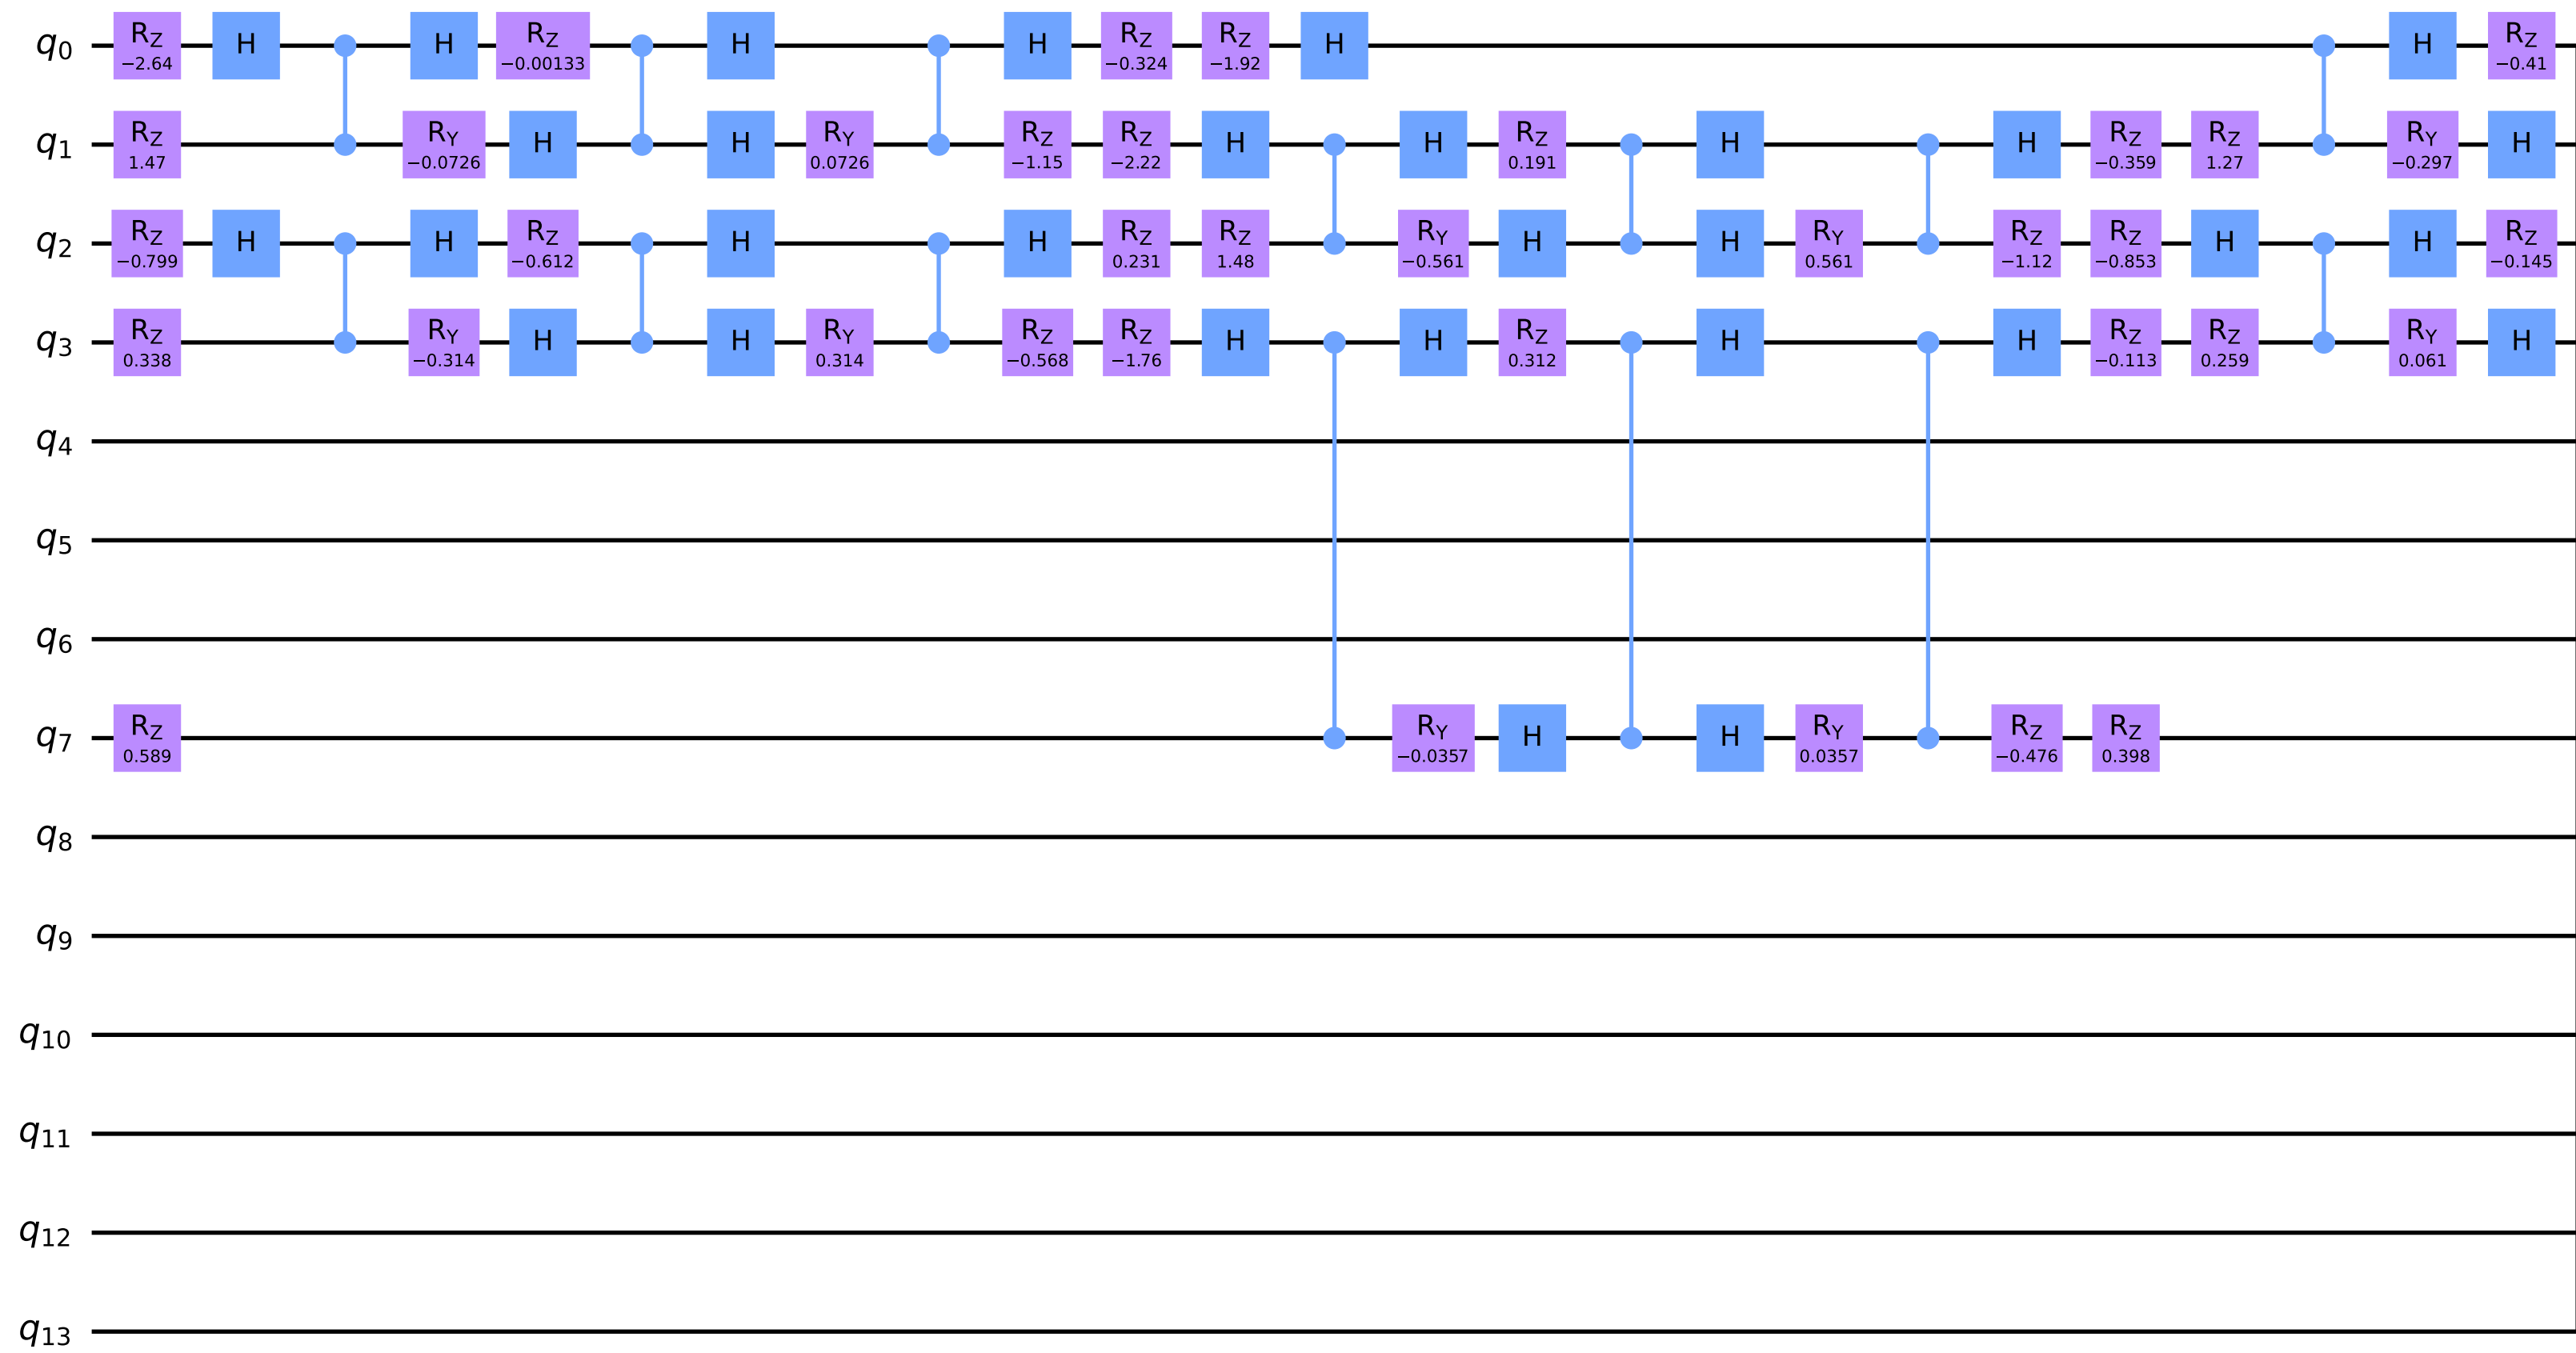 q0 RZ −2.64 H H RZ −0.00133 H H RZ −0.324 RZ −1.92 H H RZ −0.41
q1 RZ 1.47 RY −0.0726 H H RY 0.0726 RZ −1.15 RZ −2.22 H H RZ 0.191 H H RZ −0.359 RZ 1.27 RY −0.297 H
q2 RZ −0.799 H H RZ −0.612 H H RZ 0.231 RZ 1.48 RY −0.561 H H RY 0.561 RZ −1.12 RZ −0.853 H H RZ −0.145
q3 RZ 0.338 RY −0.314 H H RY 0.314 RZ −0.568 RZ −1.76 H H RZ 0.312 H H RZ −0.113 RZ 0.259 RY 0.061 H
q4
q5
q6
q7 RZ 0.589 RY −0.0357 H H RY 0.0357 RZ −0.476 RZ 0.398
q8
q9
q10
q11
q12
q13